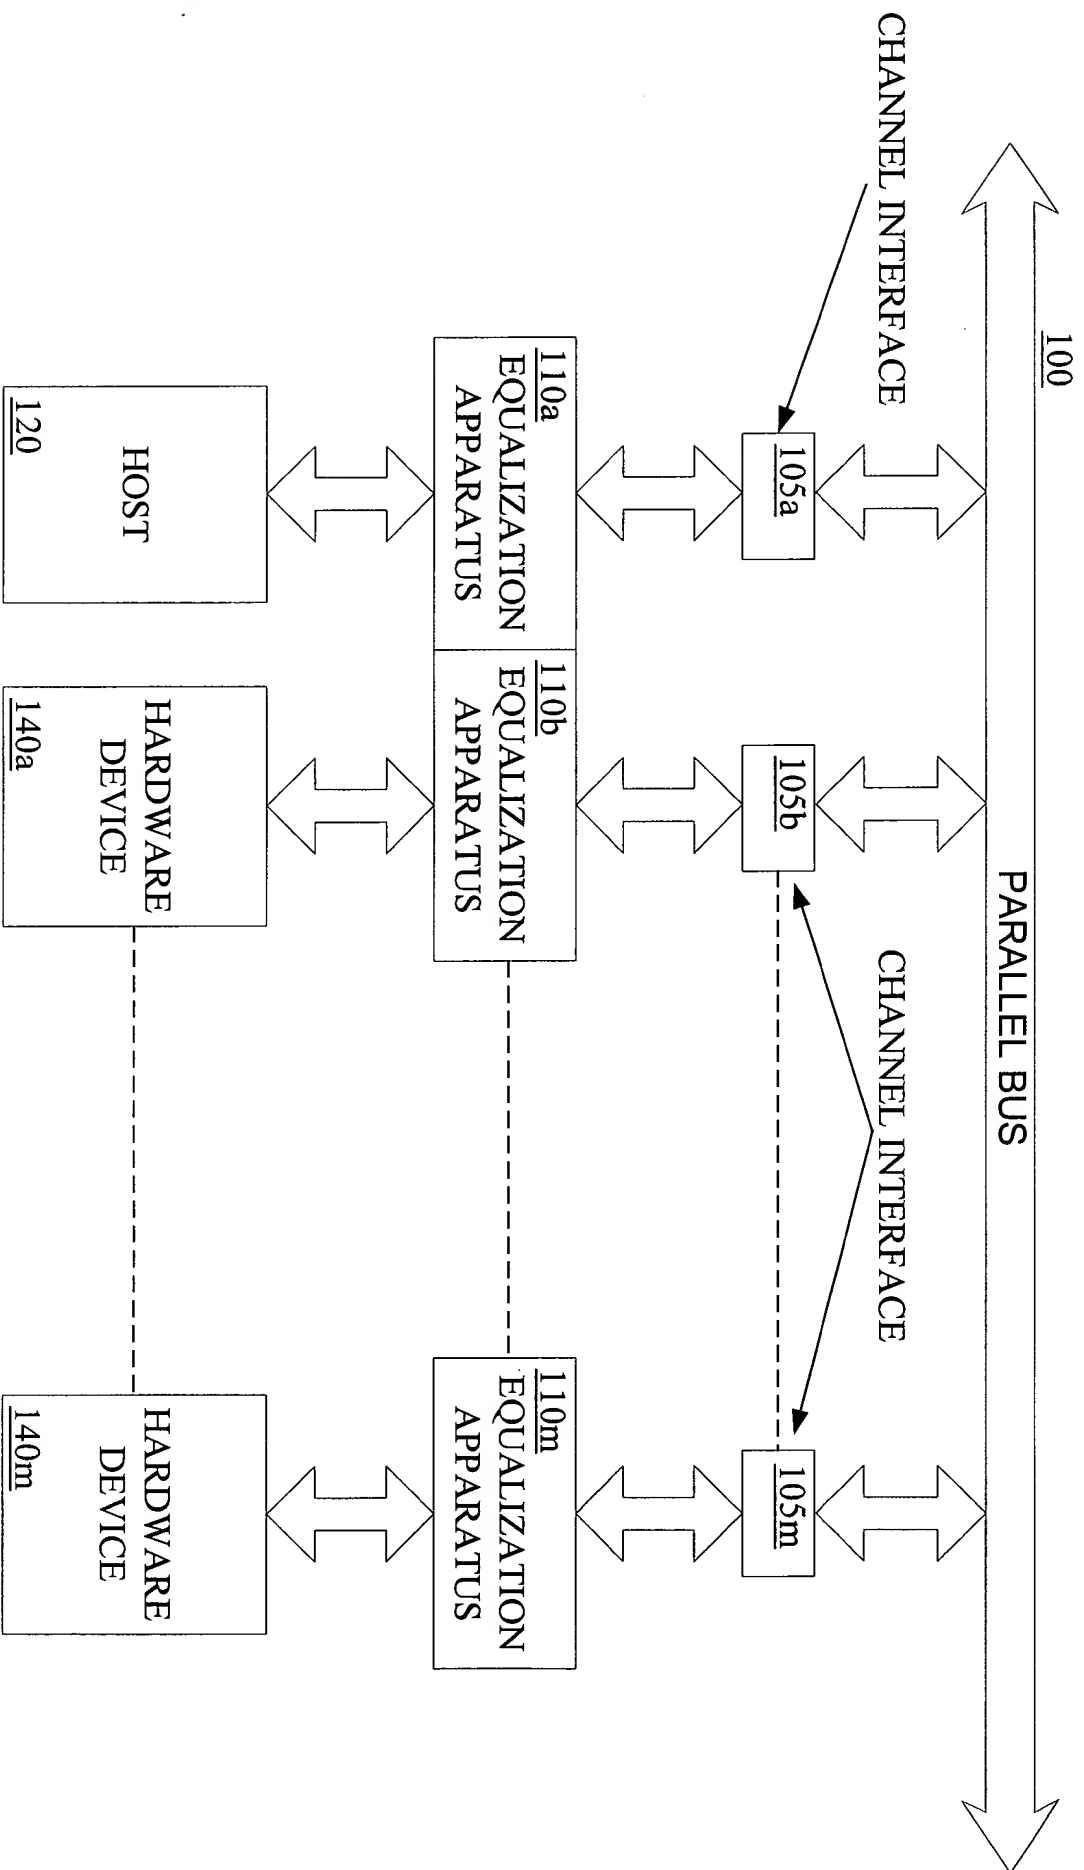 100
PARALLEL BUS
CHANNEL INTERFACE
CHANNEL INTERFACE
105a
105b
105m
110a
EQUALIZATION
APPARATUS
110b
EQUALIZATION
APPARATUS
110m
EQUALIZATION
APPARATUS
HOST
120
HARDWARE
DEVICE
140a
HARDWARE
DEVICE
140m